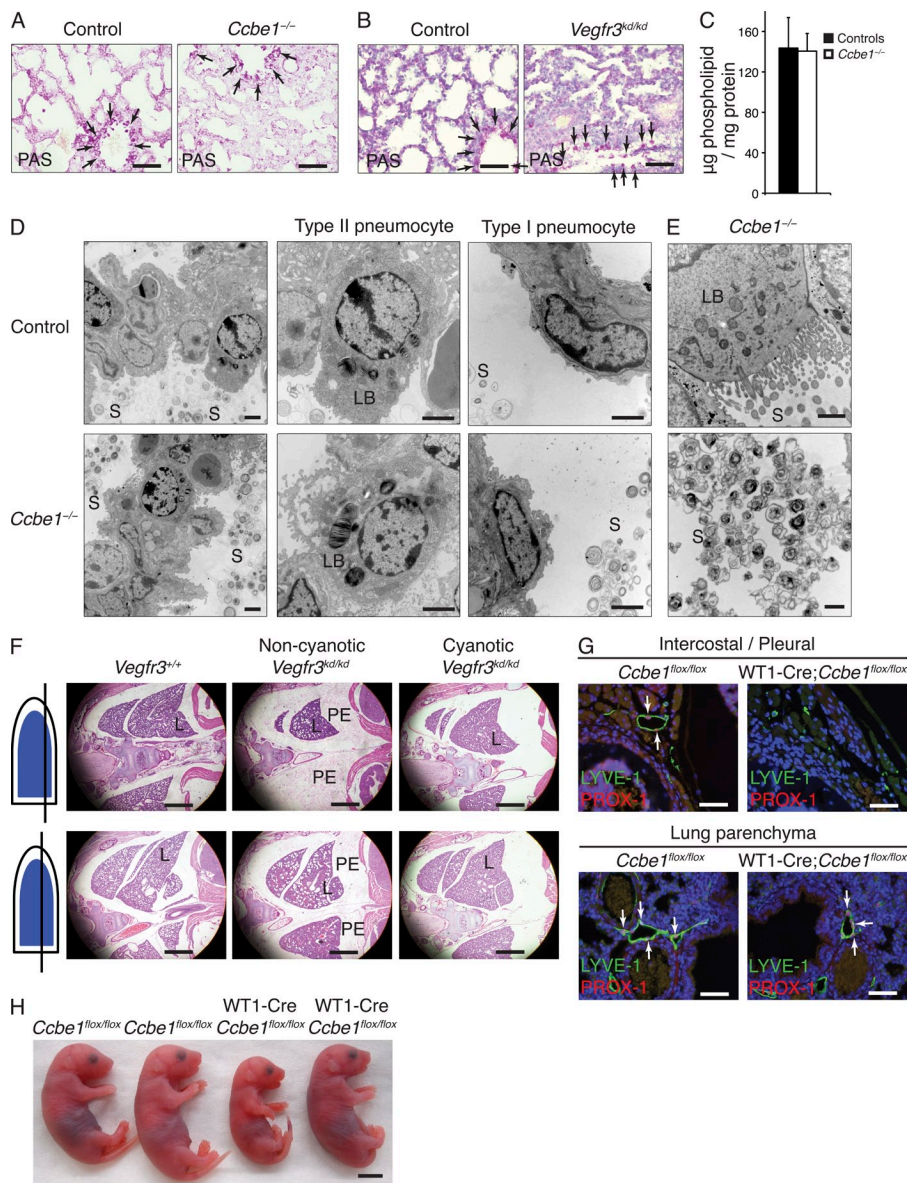 A
Control
Ccbe1–/–
PAS
PAS
B
Control
Vegfr3kd/kd
PAS
PAS
C
µg phospholipid
/ mg protein
160
120
80
40
0
Controls
Ccbe1–/–
D
Type II pneumocyte
Type I pneumocyte
Control
S
S
LB
S
Ccbe1–/–
S
S
LB
S
E
Ccbe1–/–
LB
S
S
F
Vegfr3+/+
Non-cyanotic
Vegfr3kd/kd
Cyanotic
Vegfr3kd/kd
L
L
PE
PE
L
L
L
PE
PE
L
G
Intercostal / Pleural
Ccbe1flox/flox
WT1-Cre;Ccbe1flox/flox
LYVE-1
PROX-1
LYVE-1
PROX-1
Lung parenchyma
Ccbe1flox/flox
WT1-Cre;Ccbe1flox/flox
LYVE-1
PROX-1
LYVE-1
PROX-1
H
Ccbe1flox/flox
Ccbe1flox/flox
WT1-Cre
Ccbe1flox/flox
WT1-Cre
Ccbe1flox/flox